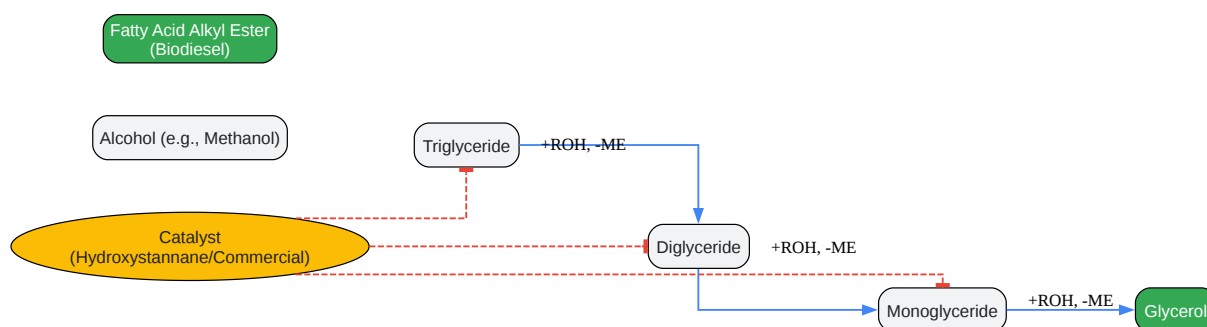 Fatty Acid Alkyl Ester
(Biodiesel)
Alcohol (e.g., Methanol)
Triglyceride
+ROH, -ME
Catalyst
(Hydroxystannane/Commercial)
Diglyceride
+ROH, -ME
Monoglyceride
+ROH, -ME
Glycerol